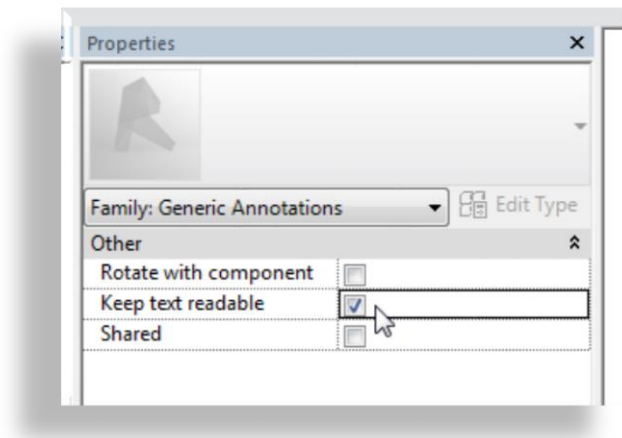 Properties
Family: Generic Annotations
Edit Type
Other
Rotate with component
Keep text readable
Shared